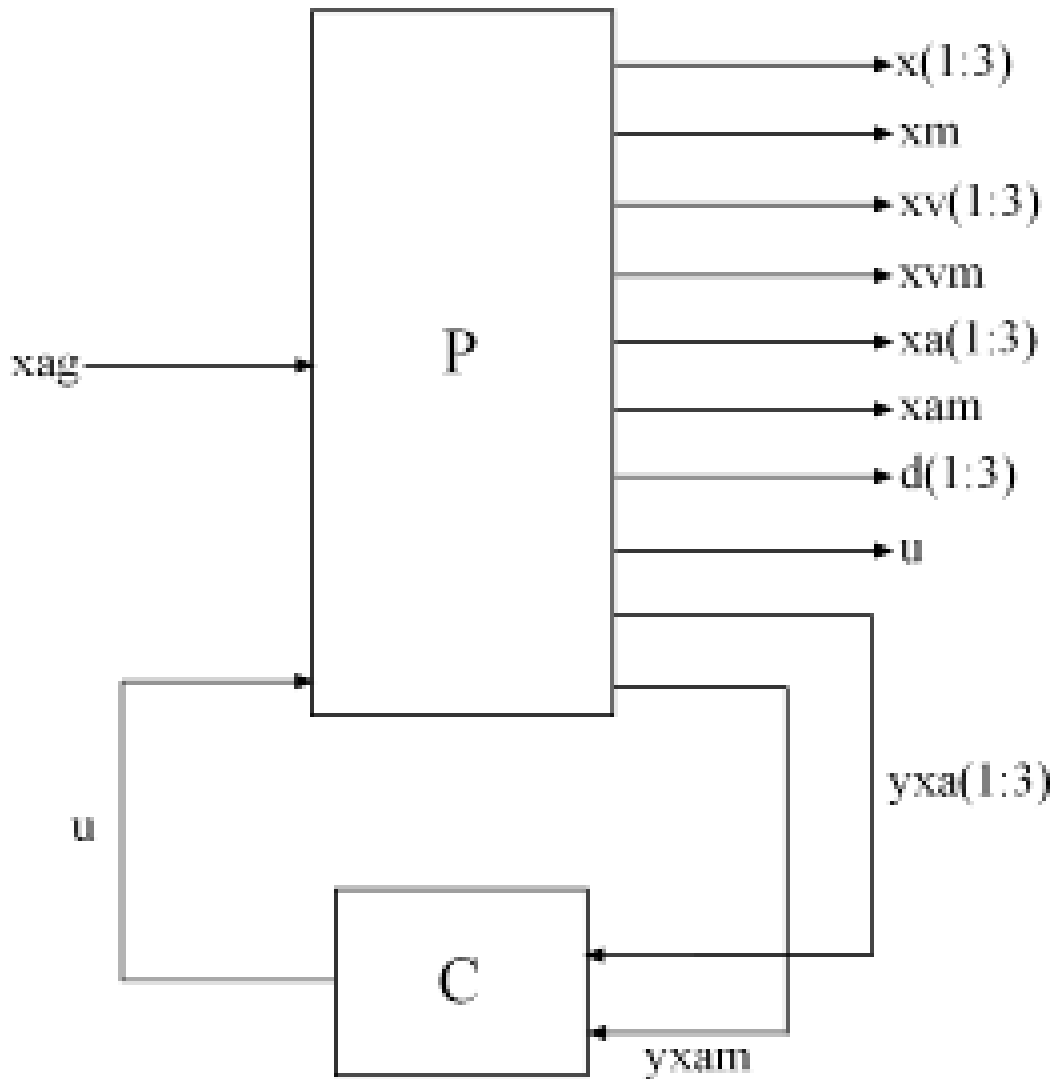 x(1:3)
xm
xv(1:3)
xvm
xag
P
xa(1:3)
xam
d(1:3)
u
yxa(1:3)
u
C
yxam